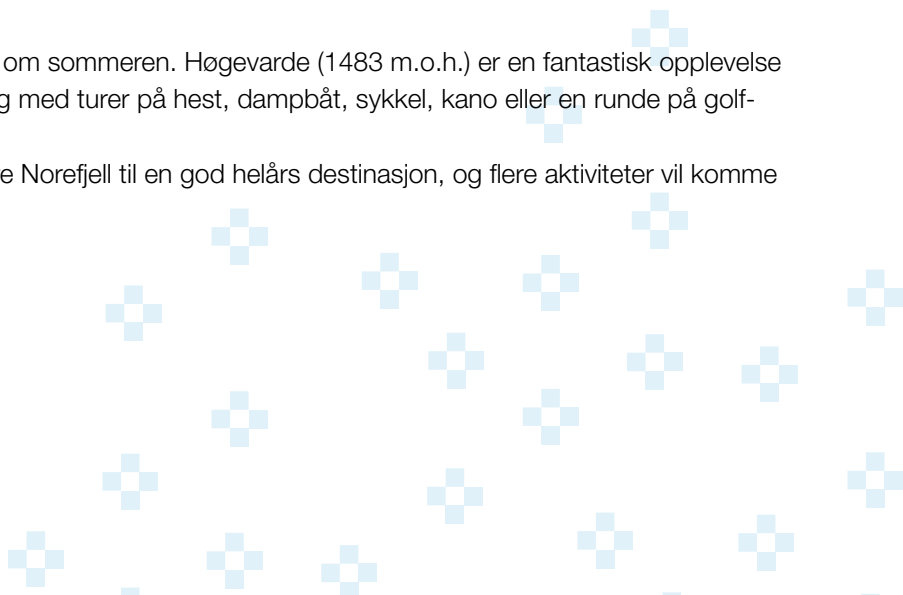 om sommeren. Høgevarde (1483 m.o.h.) er en fantastisk opplevelse
g med turer på hest, dampbåt, sykkel, kano eller en runde på golf-
e Norefjell til en god helårs destinasjon, og flere aktiviteter vil komme